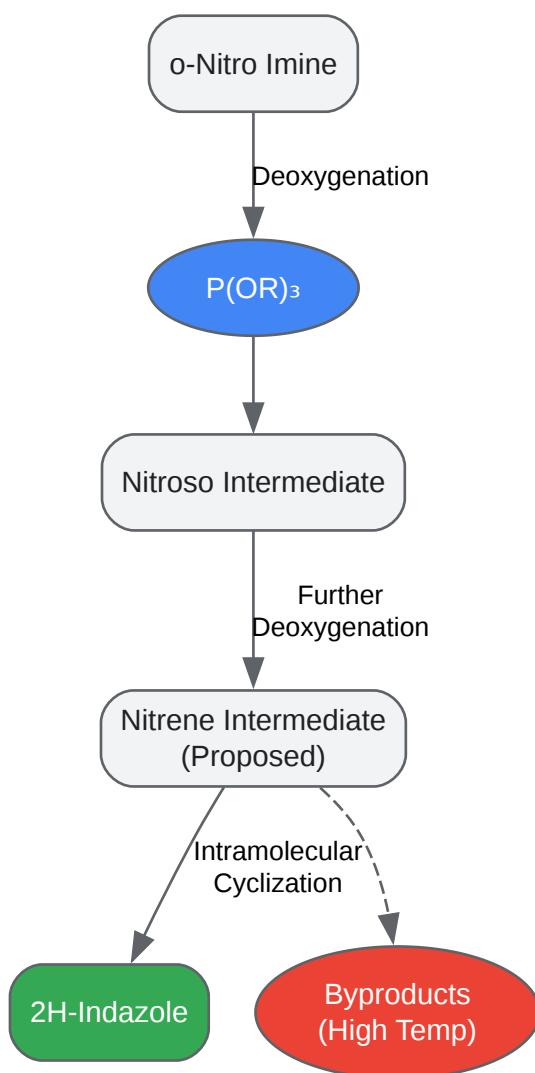 o-Nitro Imine
Deoxygenation
P(OR)₃
Nitroso Intermediate
Further
Deoxygenation
Nitrene Intermediate
(Proposed)
Intramolecular
Cyclization
2H-Indazole
Byproducts
(High Temp)